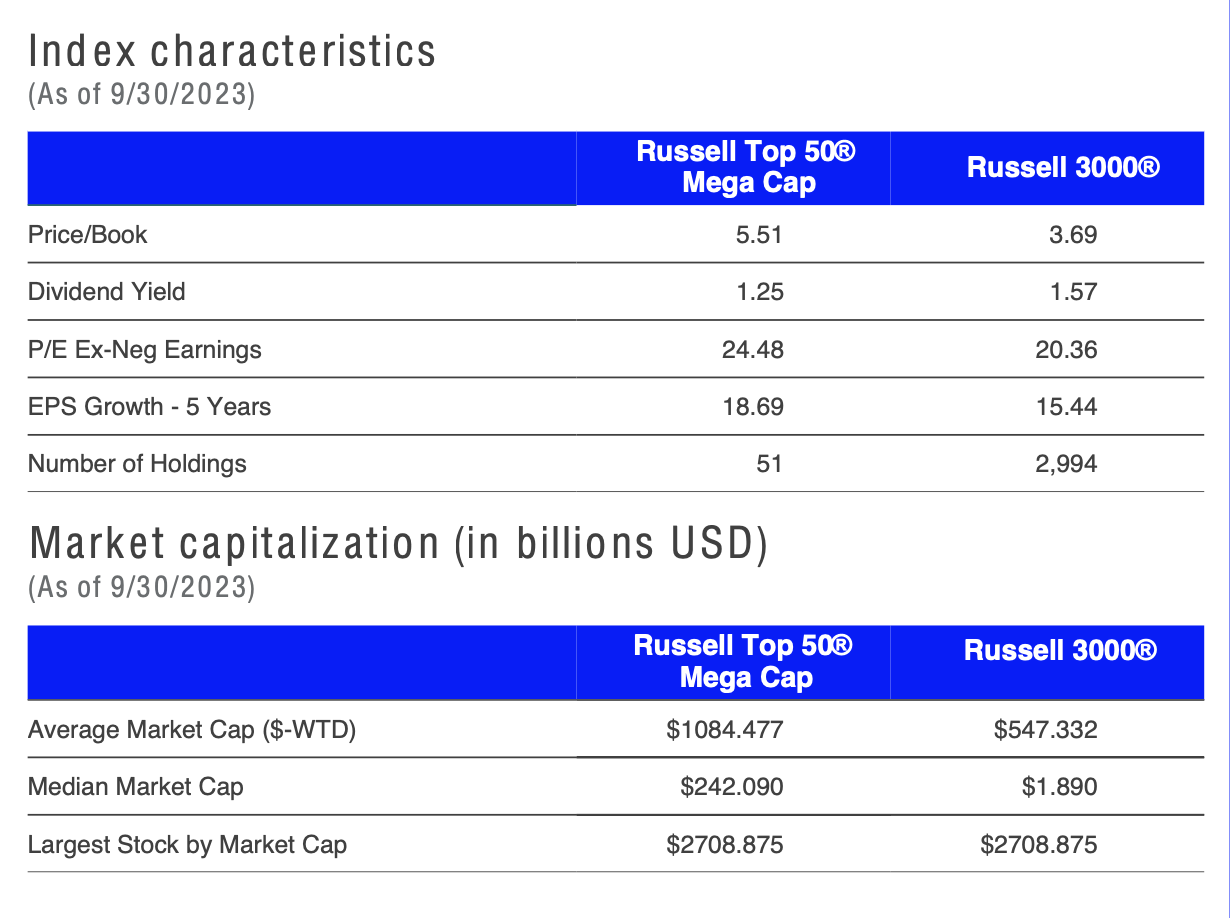 Index characteristics
(As of 9/30/2023)
Russell Top 50®
Mega Cap
Russell 3000®
Price/Book 5.51 3.69
Dividend Yield 1.25 1.57
P/E Ex-Neg Earnings 24.48 20.36
EPS Growth - 5 Years 18.69 15.44
Number of Holdings 51 2,994
Market capitalization (in billions USD)
(As of 9/30/2023)
Russell Top 50®
Mega Cap
Russell 3000®
Average Market Cap ($-WTD) $1084.477 $547.332
Median Market Cap $242.090 $1.890
Largest Stock by Market Cap $2708.875 $2708.875